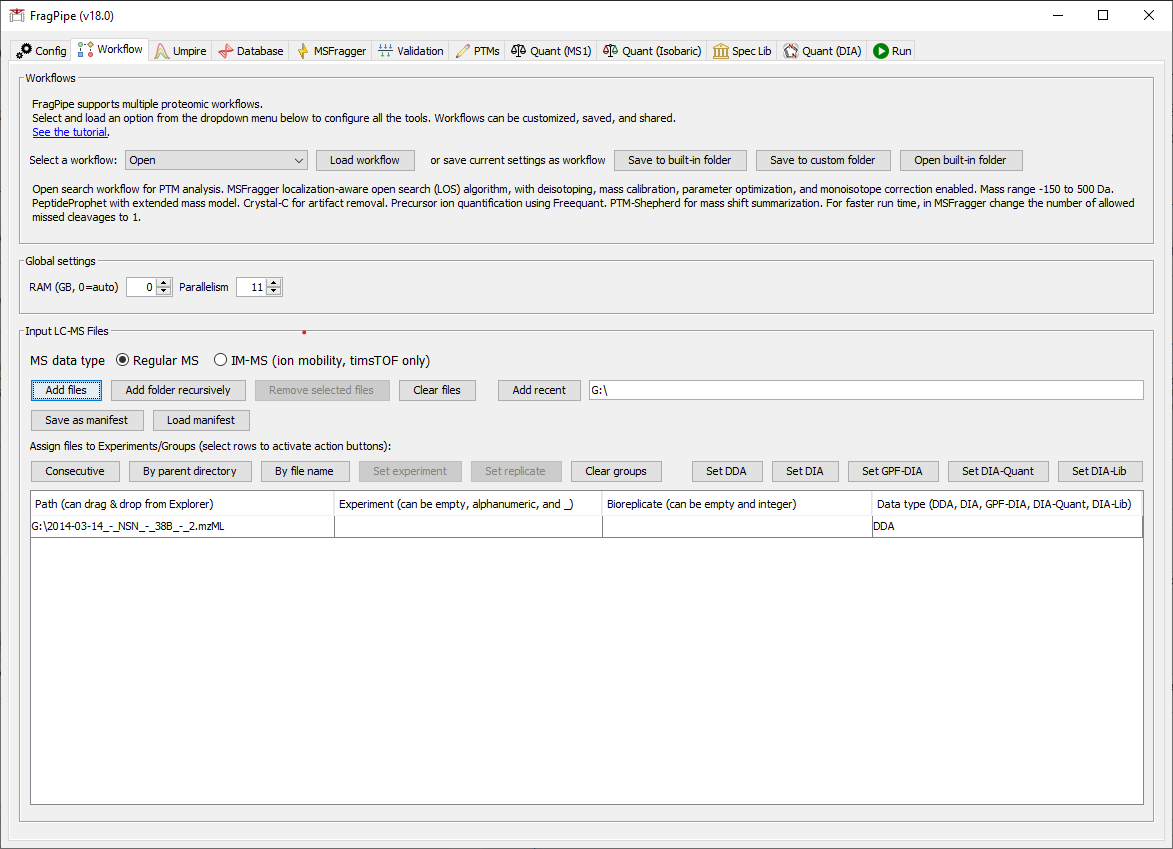 FragPipe (v18.0)
Config Workflow Umpire Database MSFragger Validation PTMs Quant (MS1) Quant (Isobaric) Spec Lib Quant (DIA) Run
Workflows
FragPipe supports multiple proteomic workflows.
Select and load an option from the dropdown menu below to configure all the tools. Workflows can be customized, saved, and shared.
See the tutorial.
Select a workflow: Open Load workflow or save current settings as workflow Save to built-in folder Save to custom folder Open built-in folder
Open search workflow for PTM analysis. MSFragger localization-aware open search (LOS) algorithm, with deisotoping, mass calibration, parameter optimization, and monoisotope correction enabled. Mass range -150 to 500 Da.
PeptideProphet with extended mass model. Crystal-C for artifact removal. Precursor ion quantification using Freequant. PTM-Shepherd for mass shift summarization. For faster run time, in MSFragger change the number of allowed
missed cleavages to 1.
Global settings
RAM (GB, 0=auto) 0 Parallelism 11
Input LC-MS Files
MS data type Regular MS IM-MS (ion mobility, timsTOF only)
Add files Add folder recursively Remove selected files Clear files Add recent G:\
Save as manifest Load manifest
Assign files to Experiments/Groups (select rows to activate action buttons):
Consecutive By parent directory By file name Set experiment Set replicate Clear groups Set DDA Set DIA Set GPF-DIA Set DIA-Quant Set DIA-Lib
Path (can drag & drop from Explorer) Experiment (can be empty, alphanumeric, and _) Bioreplicate (can be empty and integer) Data type (DDA, DIA, GPF-DIA, DIA-Quant, DIA-Lib)
G:\2014-03-14_-_NSN_-_38B_-_2.mzML DDA